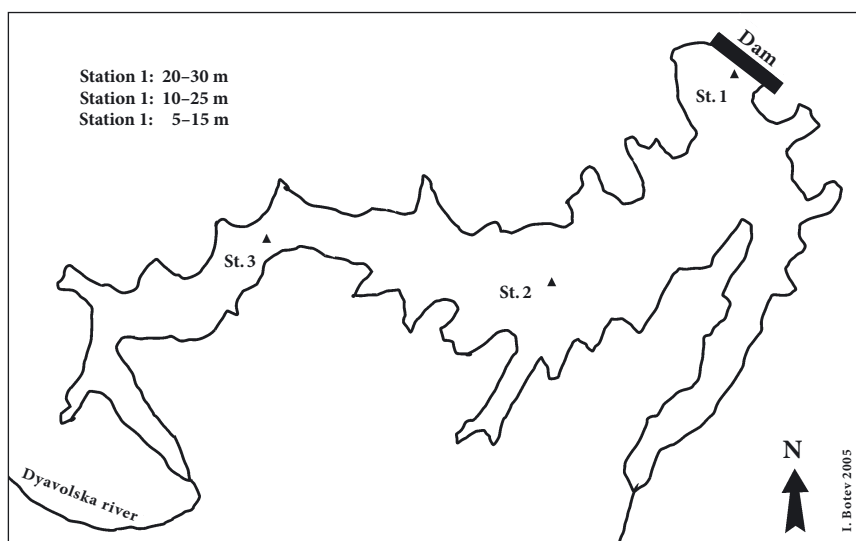 Station 1: 20–30 m
Station 1: 10–25 m
Station 1: 5–15 m
Dam
St. 1
St. 3
St. 2
Dyavolska river
N
I. Botev 2005